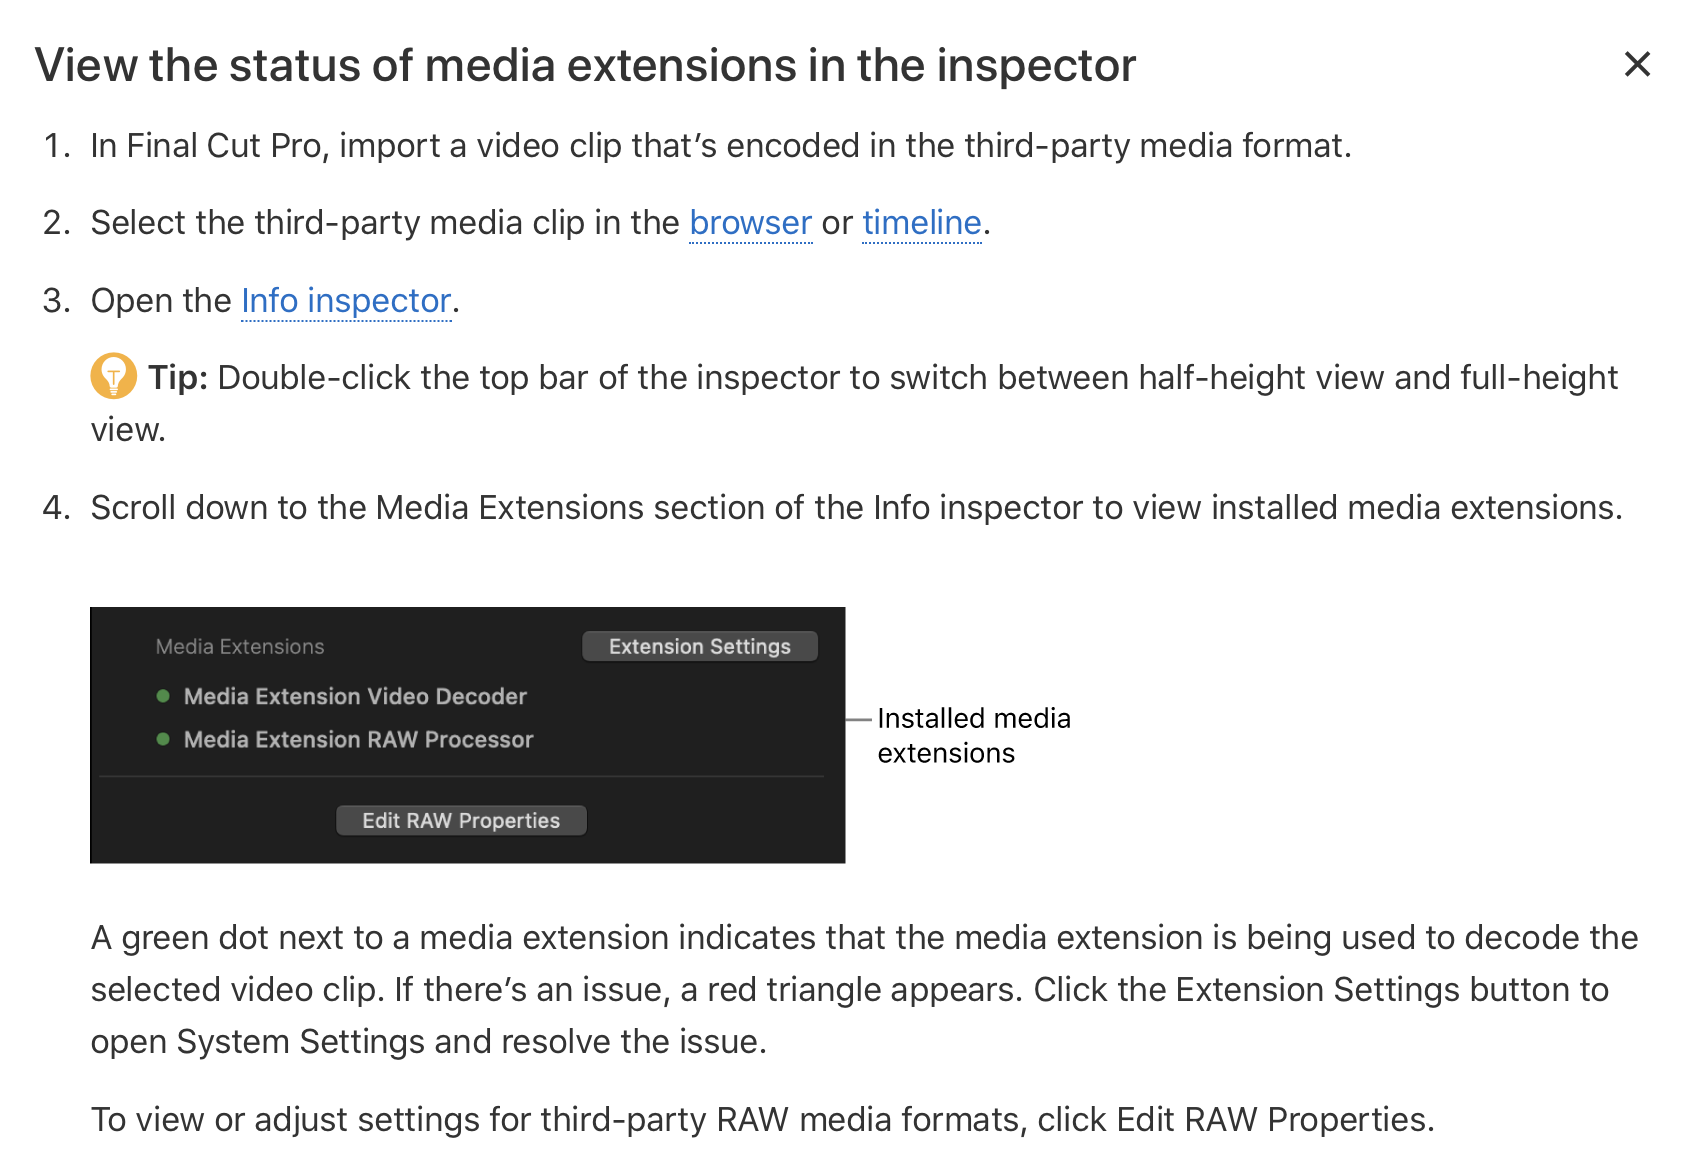 View the status of media extensions in the inspector
1. In Final Cut Pro, import a video clip that’s encoded in the third-party media format.
2. Select the third-party media clip in the browser or timeline.
3. Open the Info inspector.
Tip: Double-click the top bar of the inspector to switch between half-height view and full-height
view.
4. Scroll down to the Media Extensions section of the Info inspector to view installed media extensions.
Media Extensions
Extension Settings
Media Extension Video Decoder
Media Extension RAW Processor
Edit RAW Properties
Installed media
extensions
A green dot next to a media extension indicates that the media extension is being used to decode the
selected video clip. If there’s an issue, a red triangle appears. Click the Extension Settings button to
open System Settings and resolve the issue.
To view or adjust settings for third-party RAW media formats, click Edit RAW Properties.